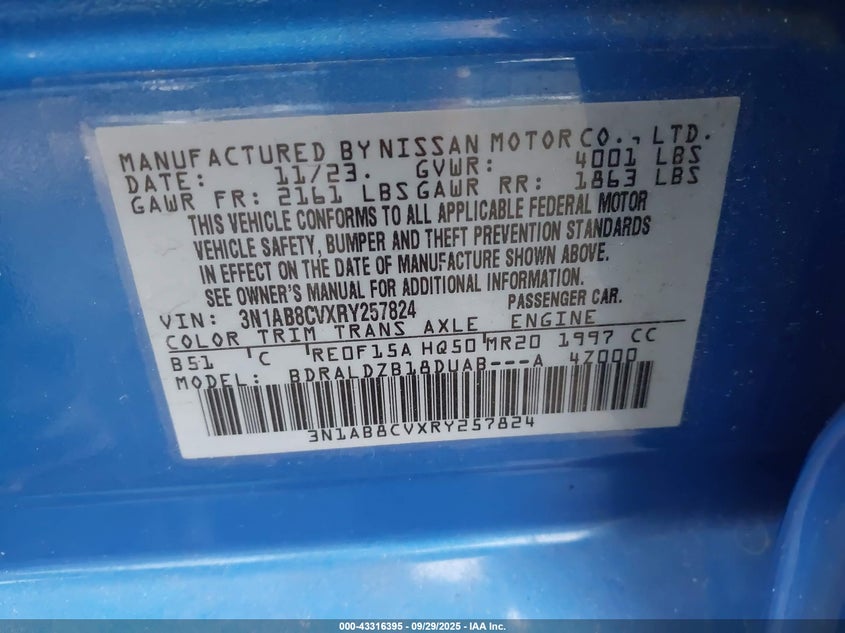 MANUFACTURED BY NISSAN MOTOR CO., LTD.
DATE: 11/23. GVWR: 4001 LBS
GAWR FR: 2161 LBS GAWR RR: 1863 LBS
THIS VEHICLE CONFORMS TO ALL APPLICABLE FEDERAL MOTOR
VEHICLE SAFETY, BUMPER AND THEFT PREVENTION STANDARDS
IN EFFECT ON THE DATE OF MANUFACTURE SHOWN ABOVE.
SEE OWNER'S MANUAL FOR ADDITIONAL INFORMATION.
VIN: 3N1AB8CVXRY257824 PASSENGER CAR.
COLOR TRIM TRANS AXLE ENGINE
B51 C RE0F15A HQ50 MR20 1997 CC
MODEL: BDRALDZB18DUAB---A 4Z000
3N1AB8CVXRY257824
000-43316395 - 09/29/2025 - IAA Inc.